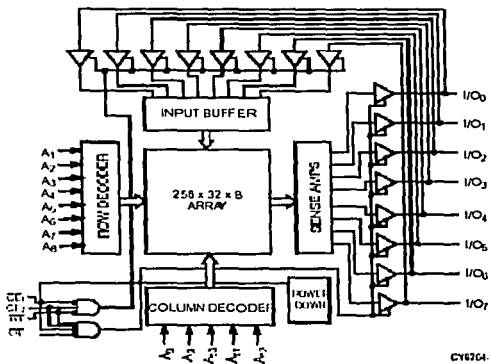 INPUT BUFFER
I/O0
I/O1
I/O2
I/O3
I/O4
I/O5
I/O6
I/O7
A1
A2
A3
A4
A5
A6
A7
A8
ROW DECODER
256 x 32 x 8
ARRAY
SENSE AMPS
COLUMN DECODER
POWER
DOWN